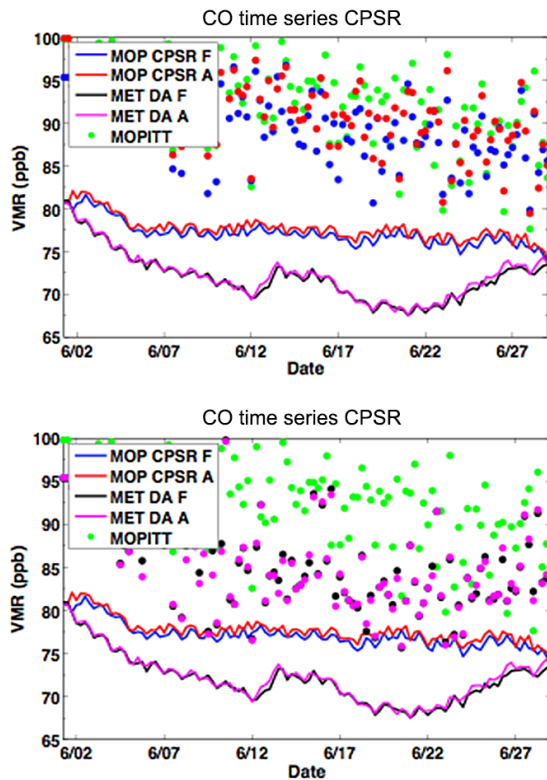 CO time series CPSR
100
MOP CPSR F
95
MOP CPSR A
MET DA F
90
MET DA A
MOPITT
85
VMR (ppb)
80
75
70
65
6/02 6/07 6/12 6/17 6/22 6/27
Date
CO time series CPSR
100
MOP CPSR F
95
MOP CPSR A
MET DA F
90
MET DA A
MOPITT
85
VMR (ppb)
80
75
70
65
6/02 6/07 6/12 6/17 6/22 6/27
Date